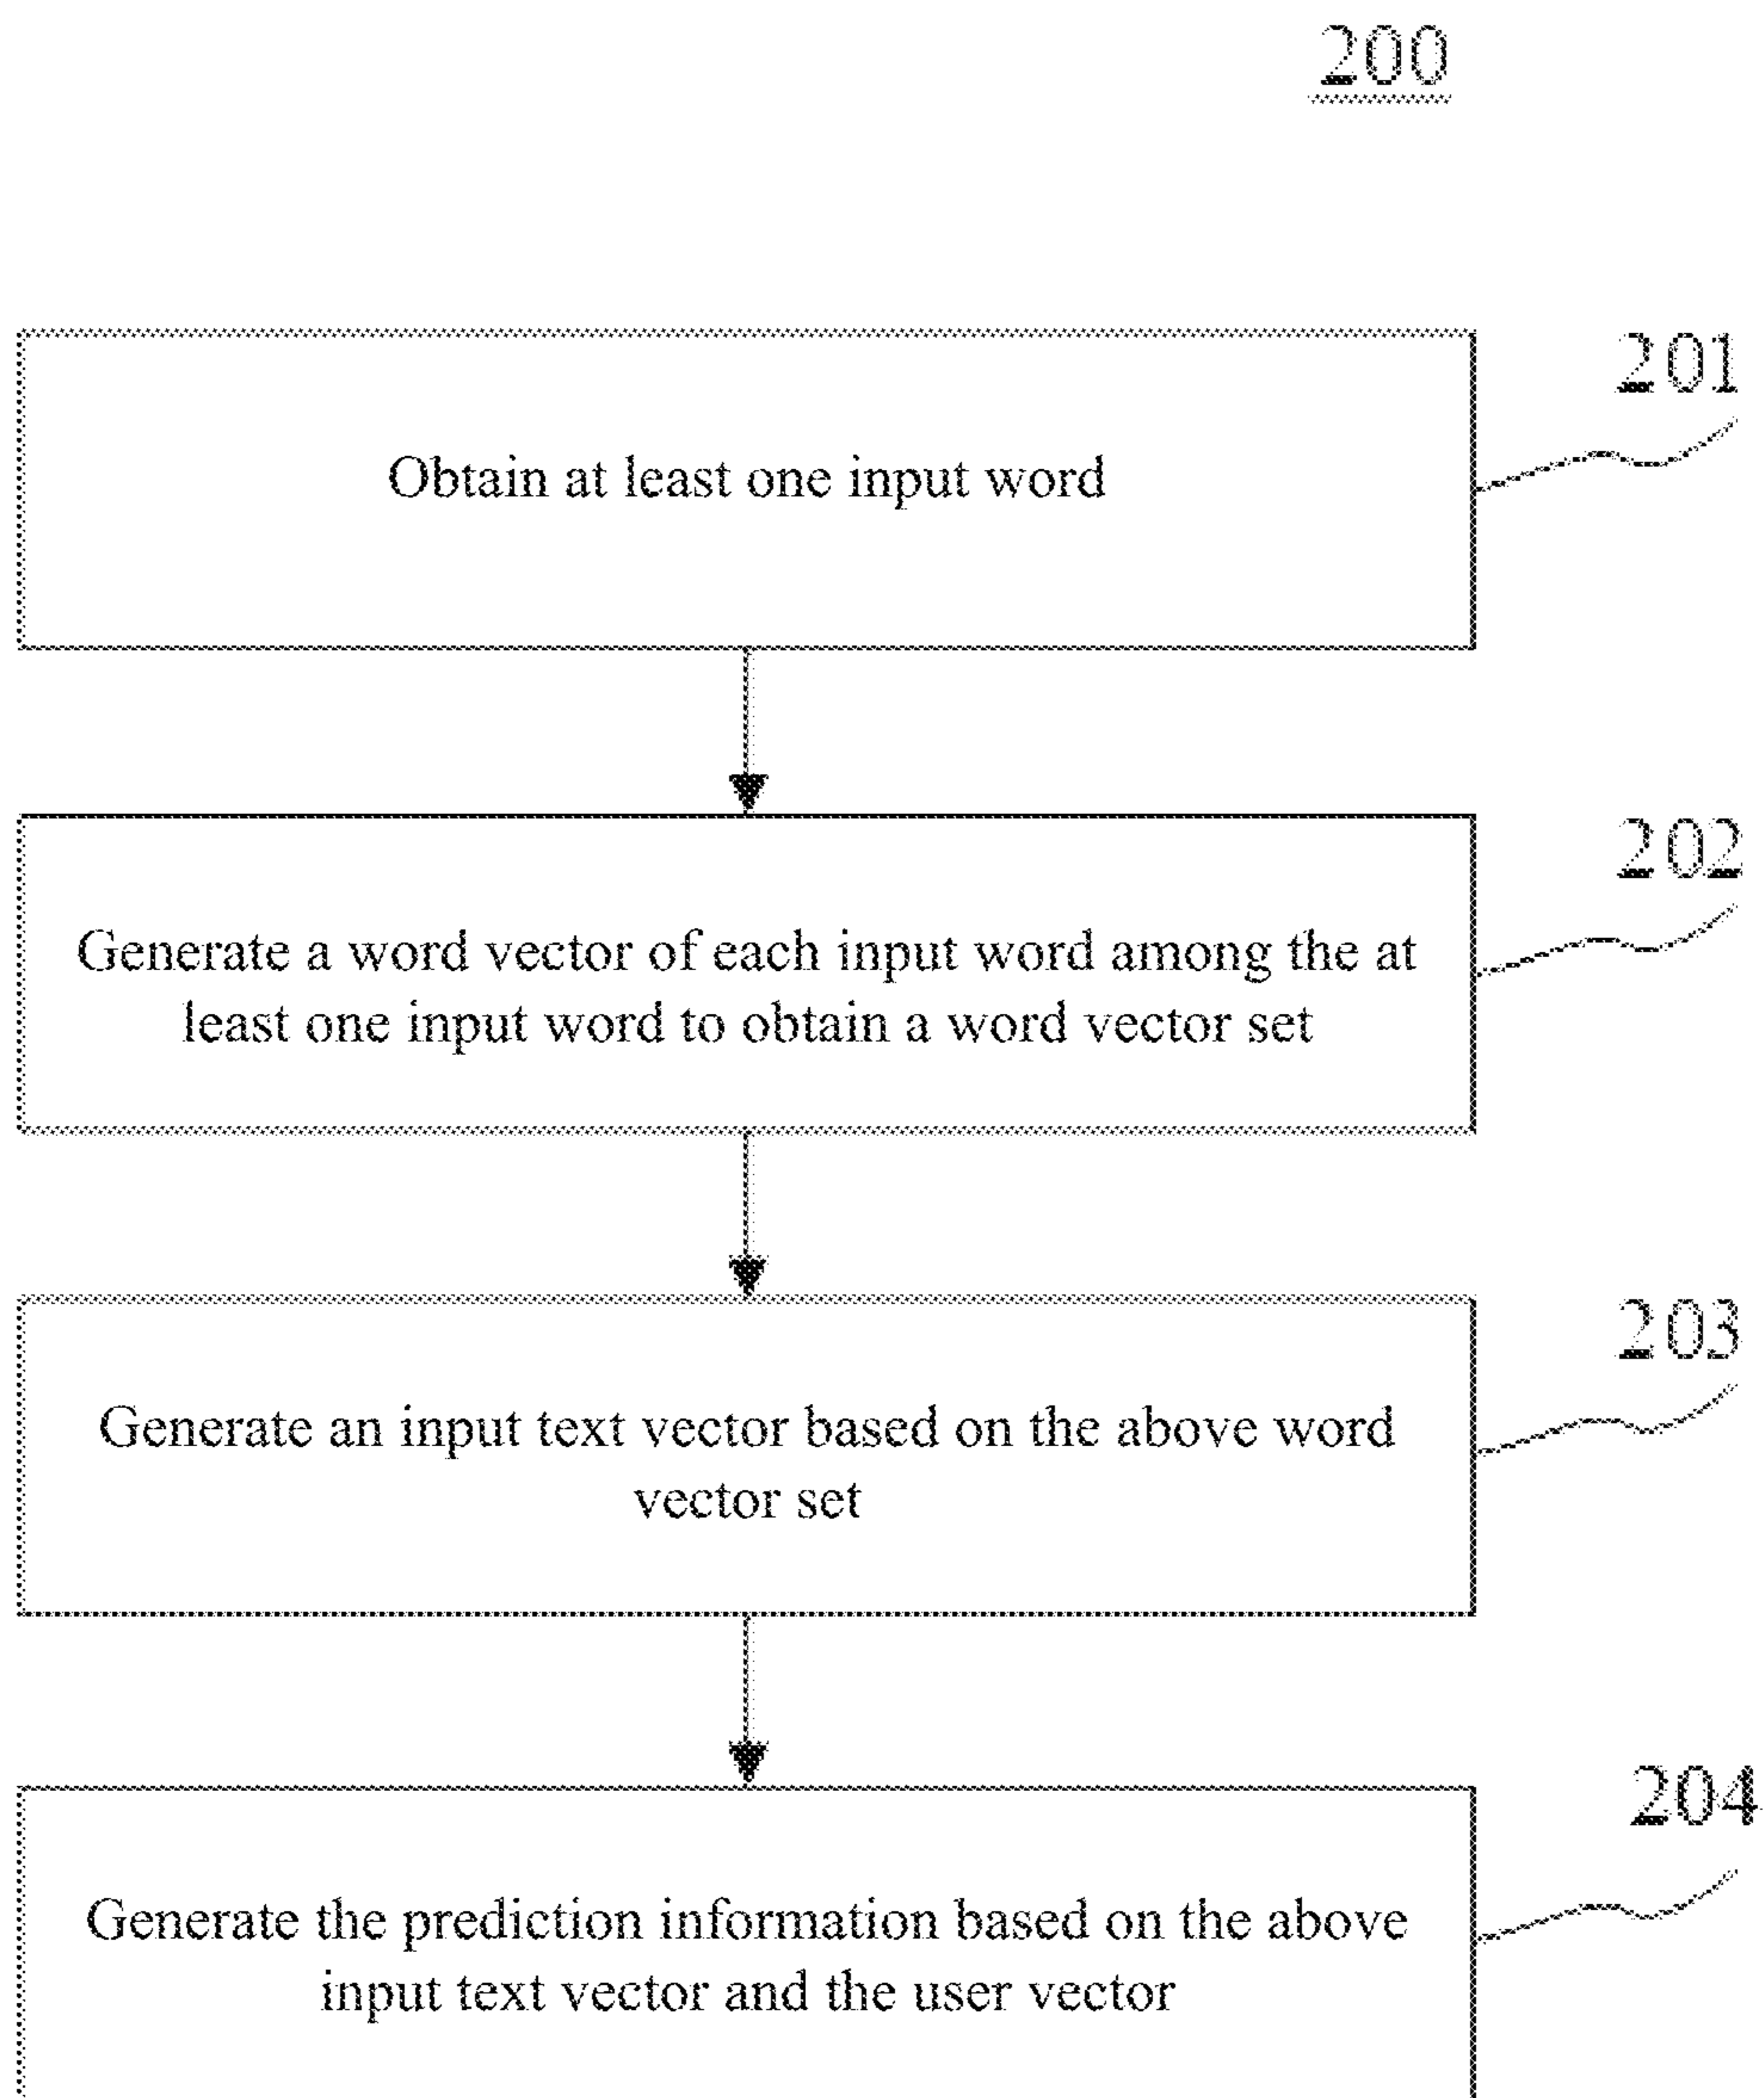 200
201
Obtain at least one input word
202
Generate a word vector of each input word among the at
least one input word to obtain a word vector set
203
Generate an input text vector based on the above word
vector set
204
Generate the prediction information based on the above
input text vector and the user vector